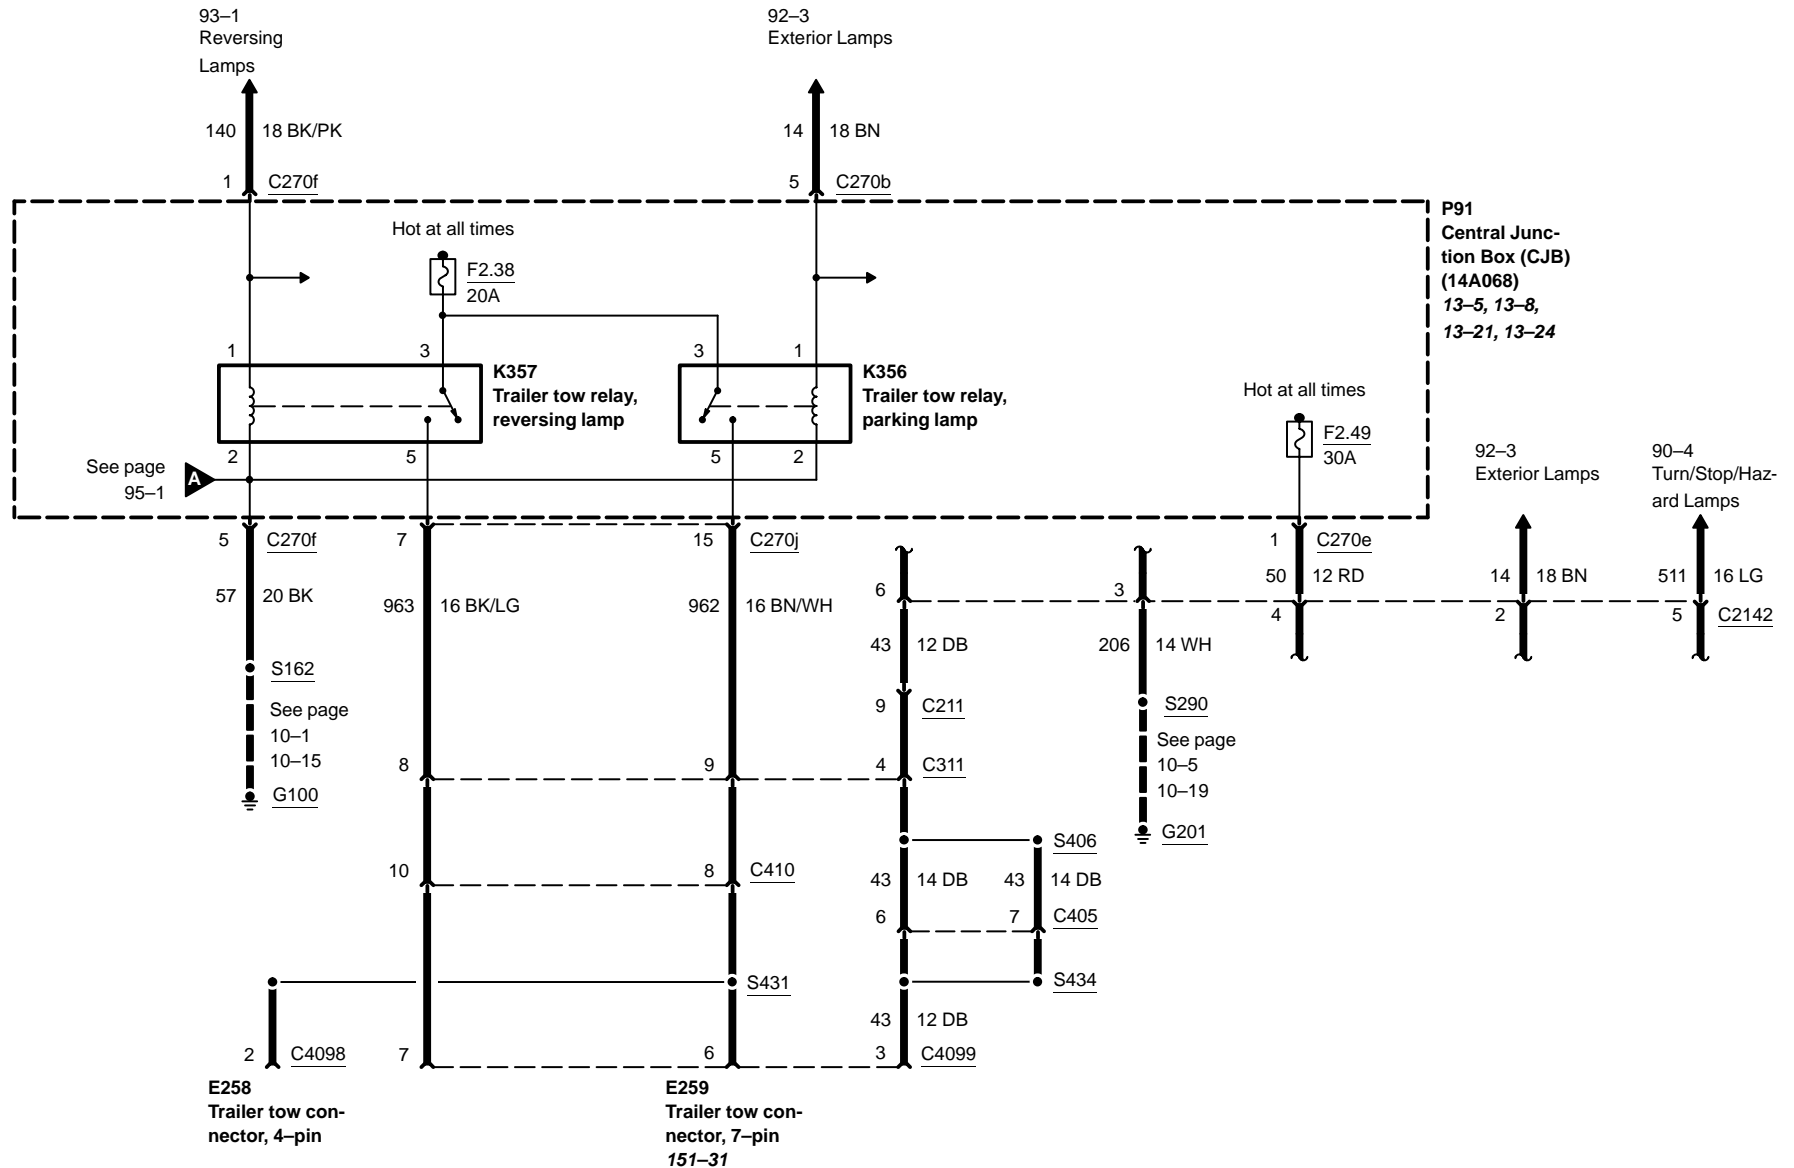 93–1
Reversing
Lamps
92–3
Exterior Lamps
140 18 BK/PK
14 18 BN
1 C270f
5 C270b
P91
Central Junc-
tion Box (CJB)
(14A068)
13–5, 13–8,
13–21, 13–24
Hot at all times
F2.38
20A
1 3
3 1
K357
Trailer tow relay,
reversing lamp
K356
Trailer tow relay,
parking lamp
2 5
5 2
See page
95–1
A
Hot at all times
F2.49
30A
92–3
Exterior Lamps
90–4
Turn/Stop/Haz-
ard Lamps
5 C270f
7
15 C270j
1 C270e
57 20 BK
963 16 BK/LG
962 16 BN/WH
6
3
50 12 RD
14 18 BN
511 16 LG
4
2
5 C2142
43 12 DB
206 14 WH
S162
See page
10–1
10–15
G100
9 C211
S290
See page
10–5
10–19
G201
8
9
4 C311
S406
10
8 C410
43 14 DB
43 14 DB
6
7 C405
S431
S434
43 12 DB
2 C4098
7
6
3 C4099
E258
Trailer tow con-
nector, 4–pin
E259
Trailer tow con-
nector, 7–pin
151–31